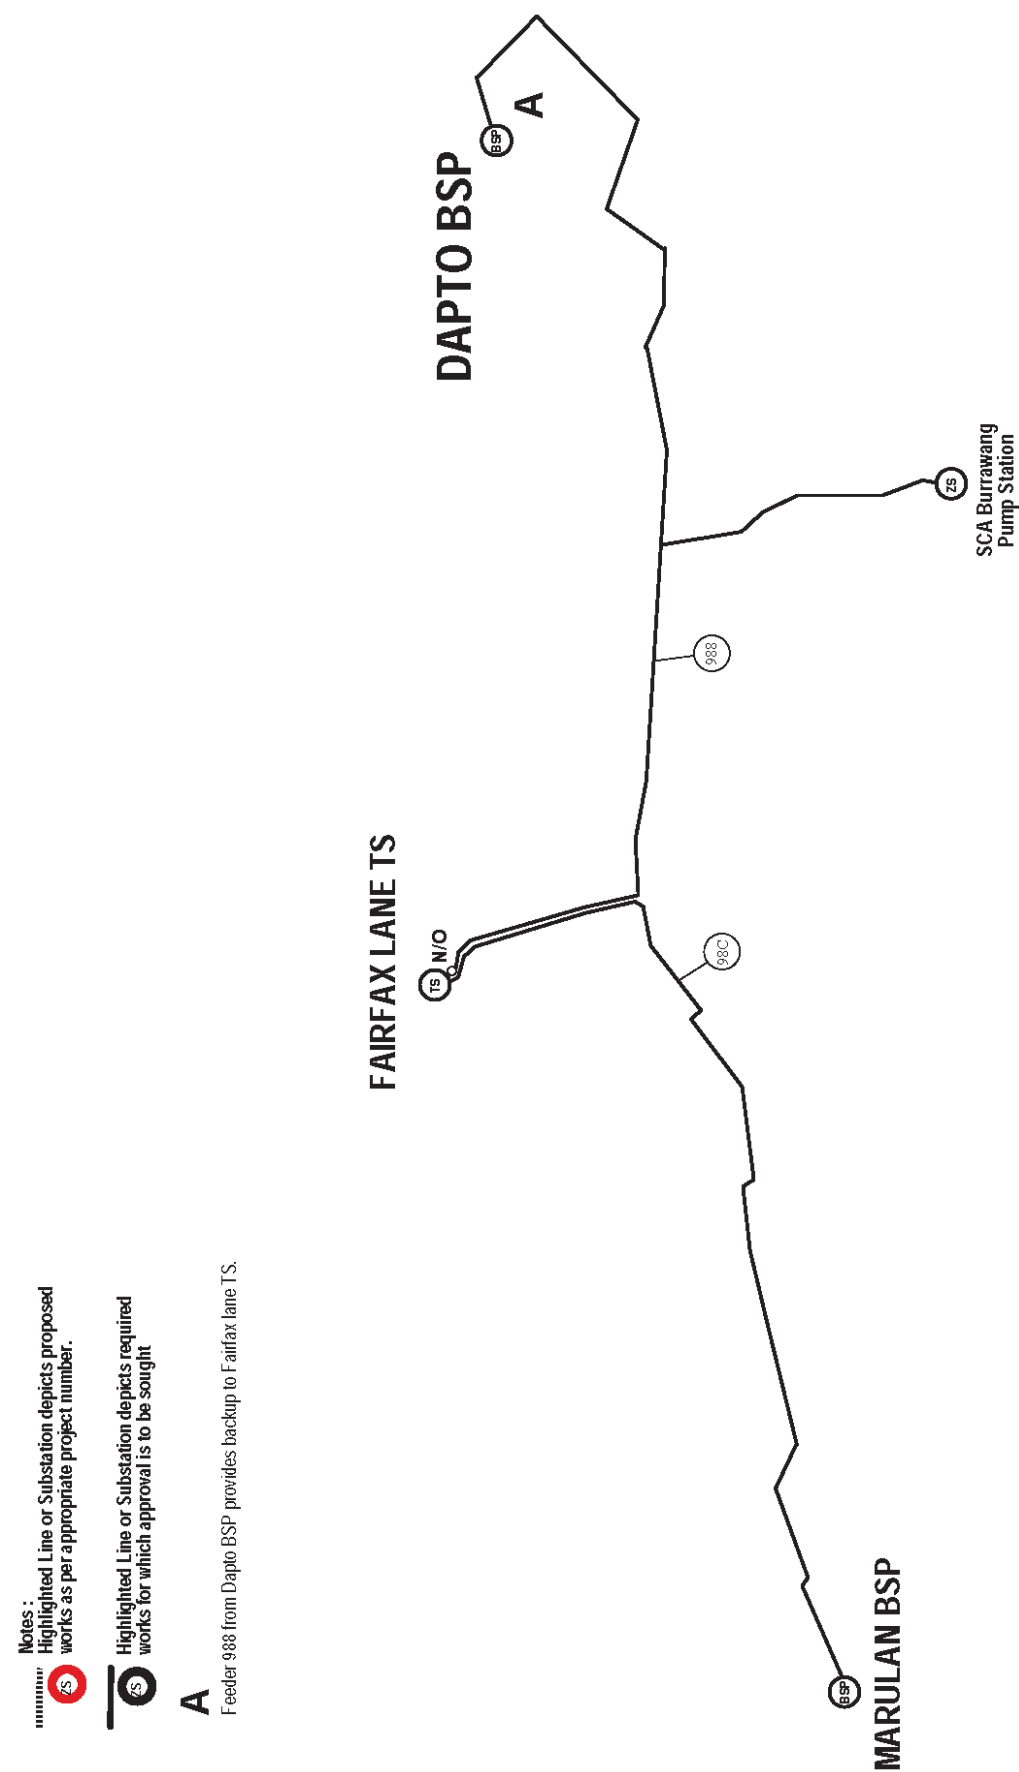 Notes :
Highlighted Line or Substation depicts proposed
works as per appropriate project number.
ZS
Highlighted Line or Substation depicts required
works for which approval is to be sought
ZS
A
Feeder 988 from Dapto BSP provides backup to Fairfax lane TS.
MARULAN BSP
BSP
FAIRFAX LANE TS
TS
N/O
98C
988
SCA Burrawang
Pump Station
ZS
DAPTO BSP
BSP
A